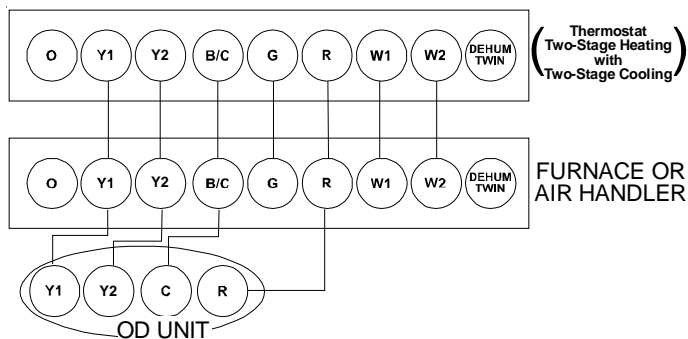 O Y1 Y2 B/C G R W1 W2 DEHUM
TWIN
(Thermostat
Two-Stage Heating
with
Two-Stage Cooling)
O Y1 Y2 B/C G R W1 W2 DEHUM
TWIN
FURNACE OR
AIR HANDLER
Y1 Y2 C R
OD UNIT